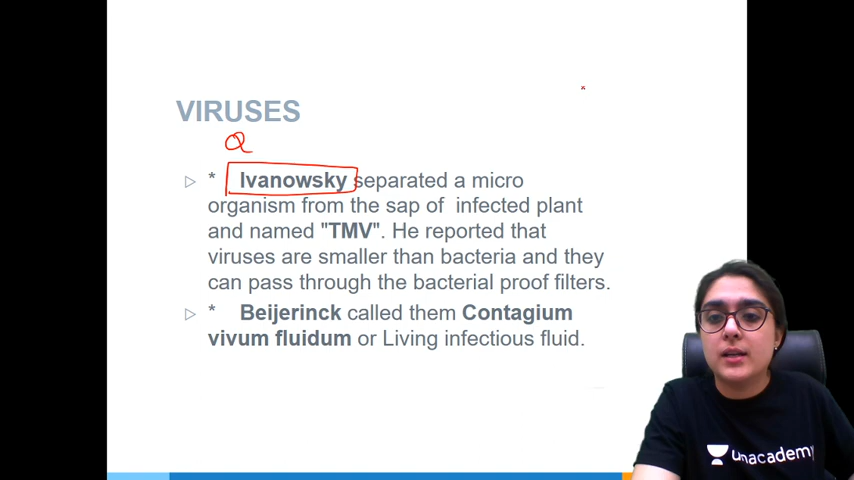 VIRUSES
Q
▷ * Ivanowsky separated a micro
organism from the sap of infected plant
and named "TMV". He reported that
viruses are smaller than bacteria and they
can pass through the bacterial proof filters.
▷ * Beijerinck called them Contagium
vivum fluidum or Living infectious fluid.
unacademy